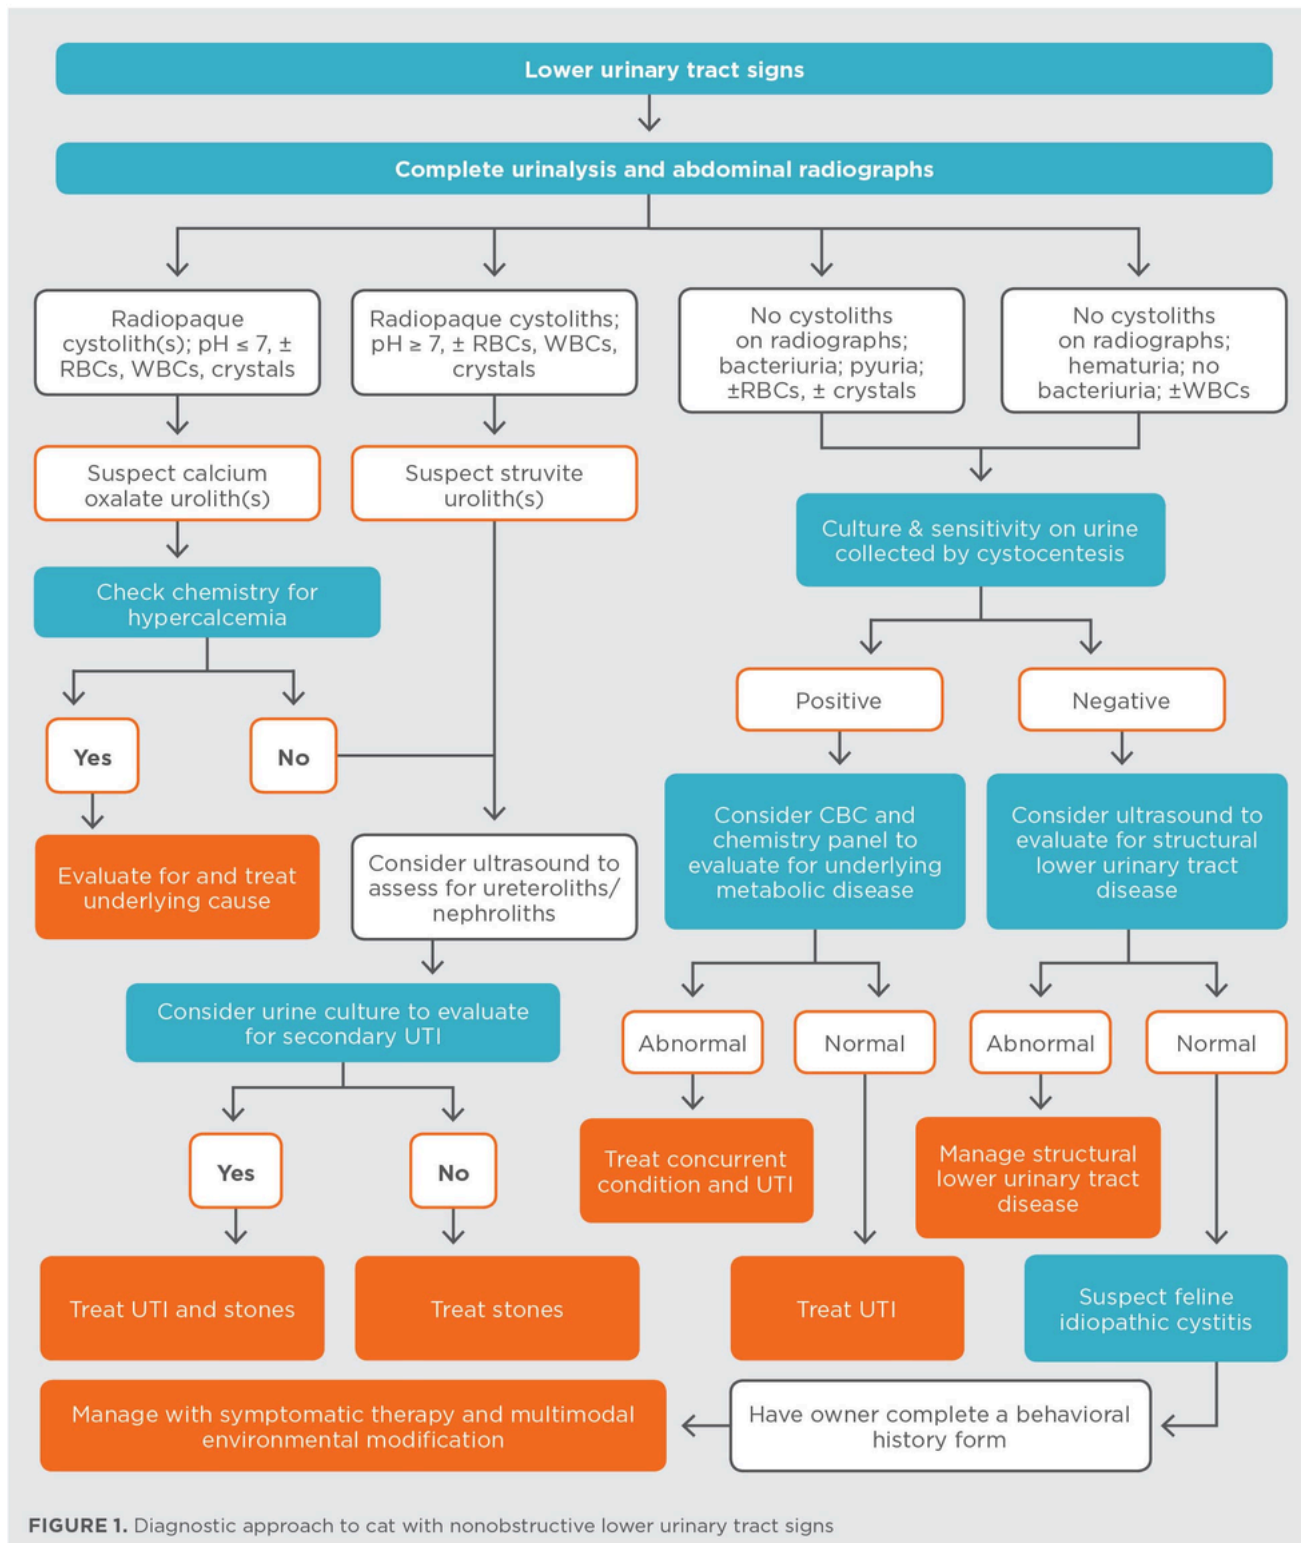 Lower urinary tract signs
Complete urinalysis and abdominal radiographs
Radiopaque
cystolith(s); pH ≤ 7, ±
RBCs, WBCs, crystals
Radiopaque cystoliths;
pH ≥ 7, ± RBCs, WBCs,
crystals
No cystoliths
on radiographs;
bacteriuria; pyuria;
±RBCs, ± crystals
No cystoliths
on radiographs;
hematuria; no
bacteriuria; ±WBCs
Suspect calcium
oxalate urolith(s)
Suspect struvite
urolith(s)
Culture & sensitivity on urine
collected by cystocentesis
Check chemistry for
hypercalcemia
Positive
Negative
Yes
No
Consider CBC and
chemistry panel to
evaluate for underlying
metabolic disease
Consider ultrasound to
evaluate for structural
lower urinary tract
disease
Evaluate for and treat
underlying cause
Consider ultrasound to
assess for ureteroliths/
nephroliths
Consider urine culture to evaluate
for secondary UTI
Abnormal
Normal
Abnormal
Normal
Yes
No
Treat concurrent
condition and UTI
Manage structural
lower urinary tract
disease
Treat UTI and stones
Treat stones
Treat UTI
Suspect feline
idiopathic cystitis
Manage with symptomatic therapy and multimodal
environmental modification
Have owner complete a behavioral
history form
FIGURE 1. Diagnostic approach to cat with nonobstructive lower urinary tract signs